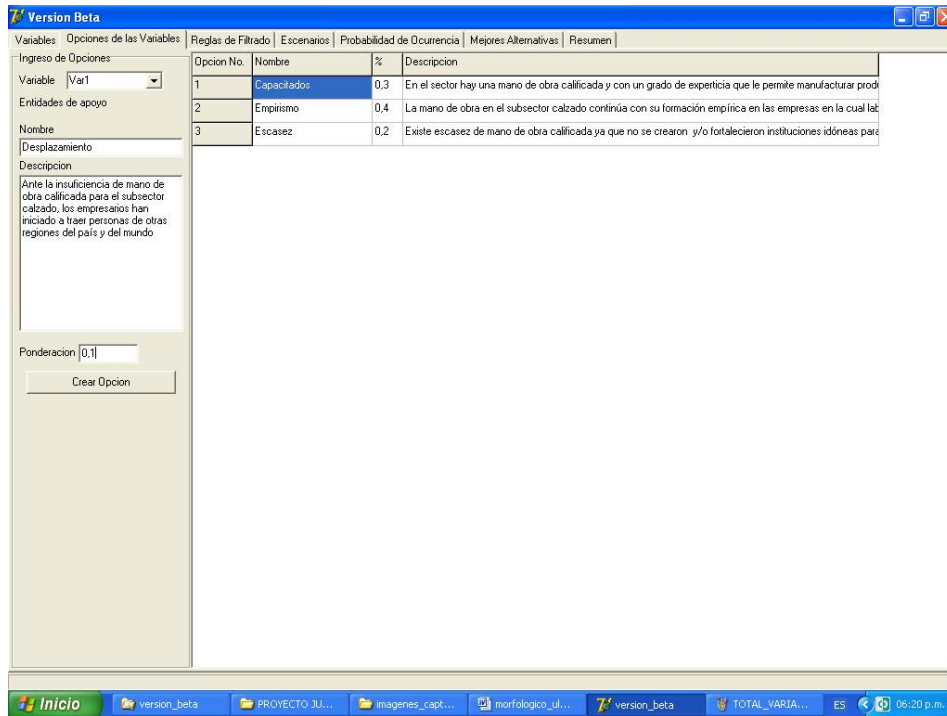 Version Beta
Variables Opciones de las Variables Reglas de Filtrado Escenarios Probabilidad de Ocurrencia Mejores Alternativas Resumen
Ingreso de Opciones
Variable Var1
Entidades de apoyo
Nombre
Desplazamiento
Descripcion
Ante la insuficiencia de mano de
obra calificada para el subsector
calzado, los empresarios han
iniciado a traer personas de otras
regiones del país y del mundo
Ponderacion 0,1
Crear Opcion
Opcion No. Nombre % Descripcion
1 Capacitados 0,3 En el sector hay una mano de obra calificada y con un grado de experticia que le permite manufacturar prod
2 Empirismo 0,4 La mano de obra en el subsector calzado continúa con su formación empírica en las empresas en la cual lab
3 Escasez 0,2 Existe escasez de mano de obra calificada ya que no se crearon y/o fortalecieron instituciones idóneas para
Inicio version_beta PROYECTO JU... imagenes_capt... morfologico_ul... version_beta TOTAL_VARIA... ES 06:20 p.m.